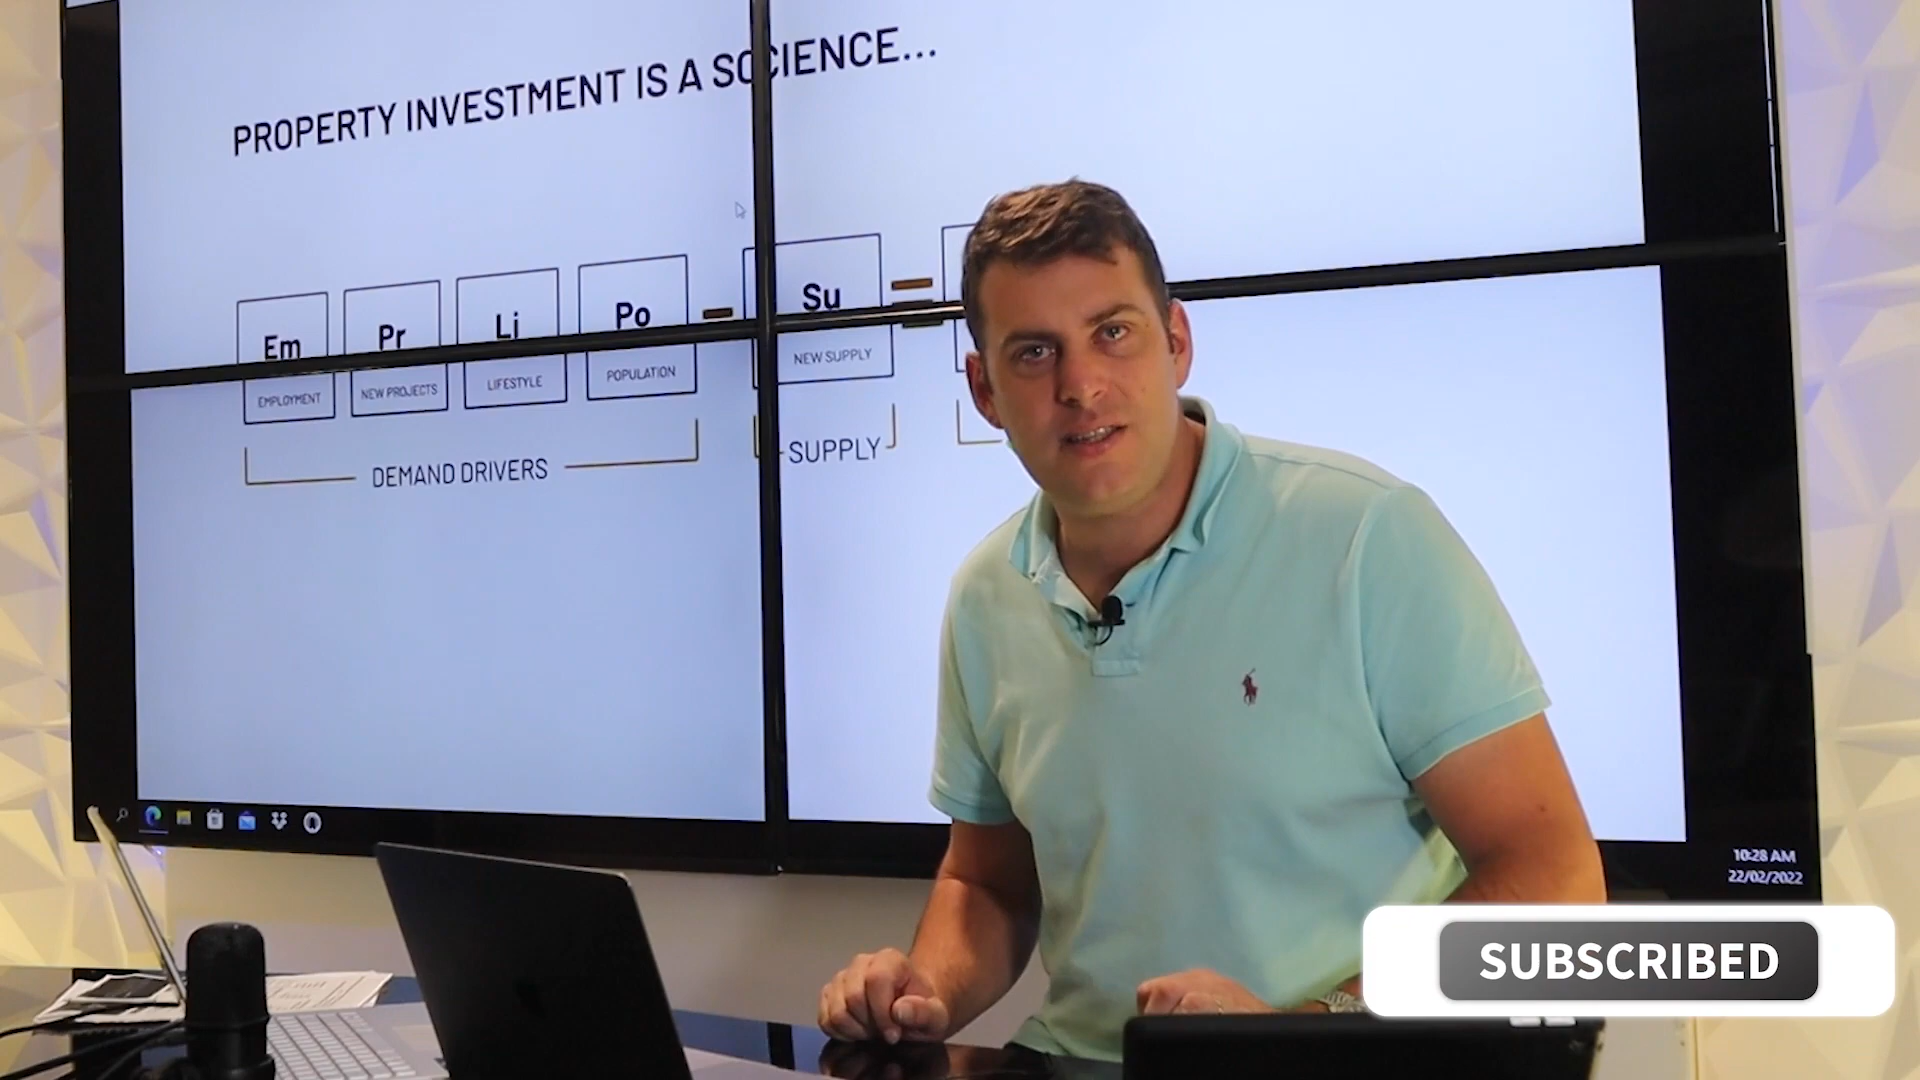 PROPERTY INVESTMENT IS A SCIENCE...
Em Pr Li Po - Su =
EMPLOYMENT NEW PROJECTS LIFESTYLE POPULATION NEW SUPPLY
DEMAND DRIVERS SUPPLY
10:28 AM
22/02/2022
SUBSCRIBED